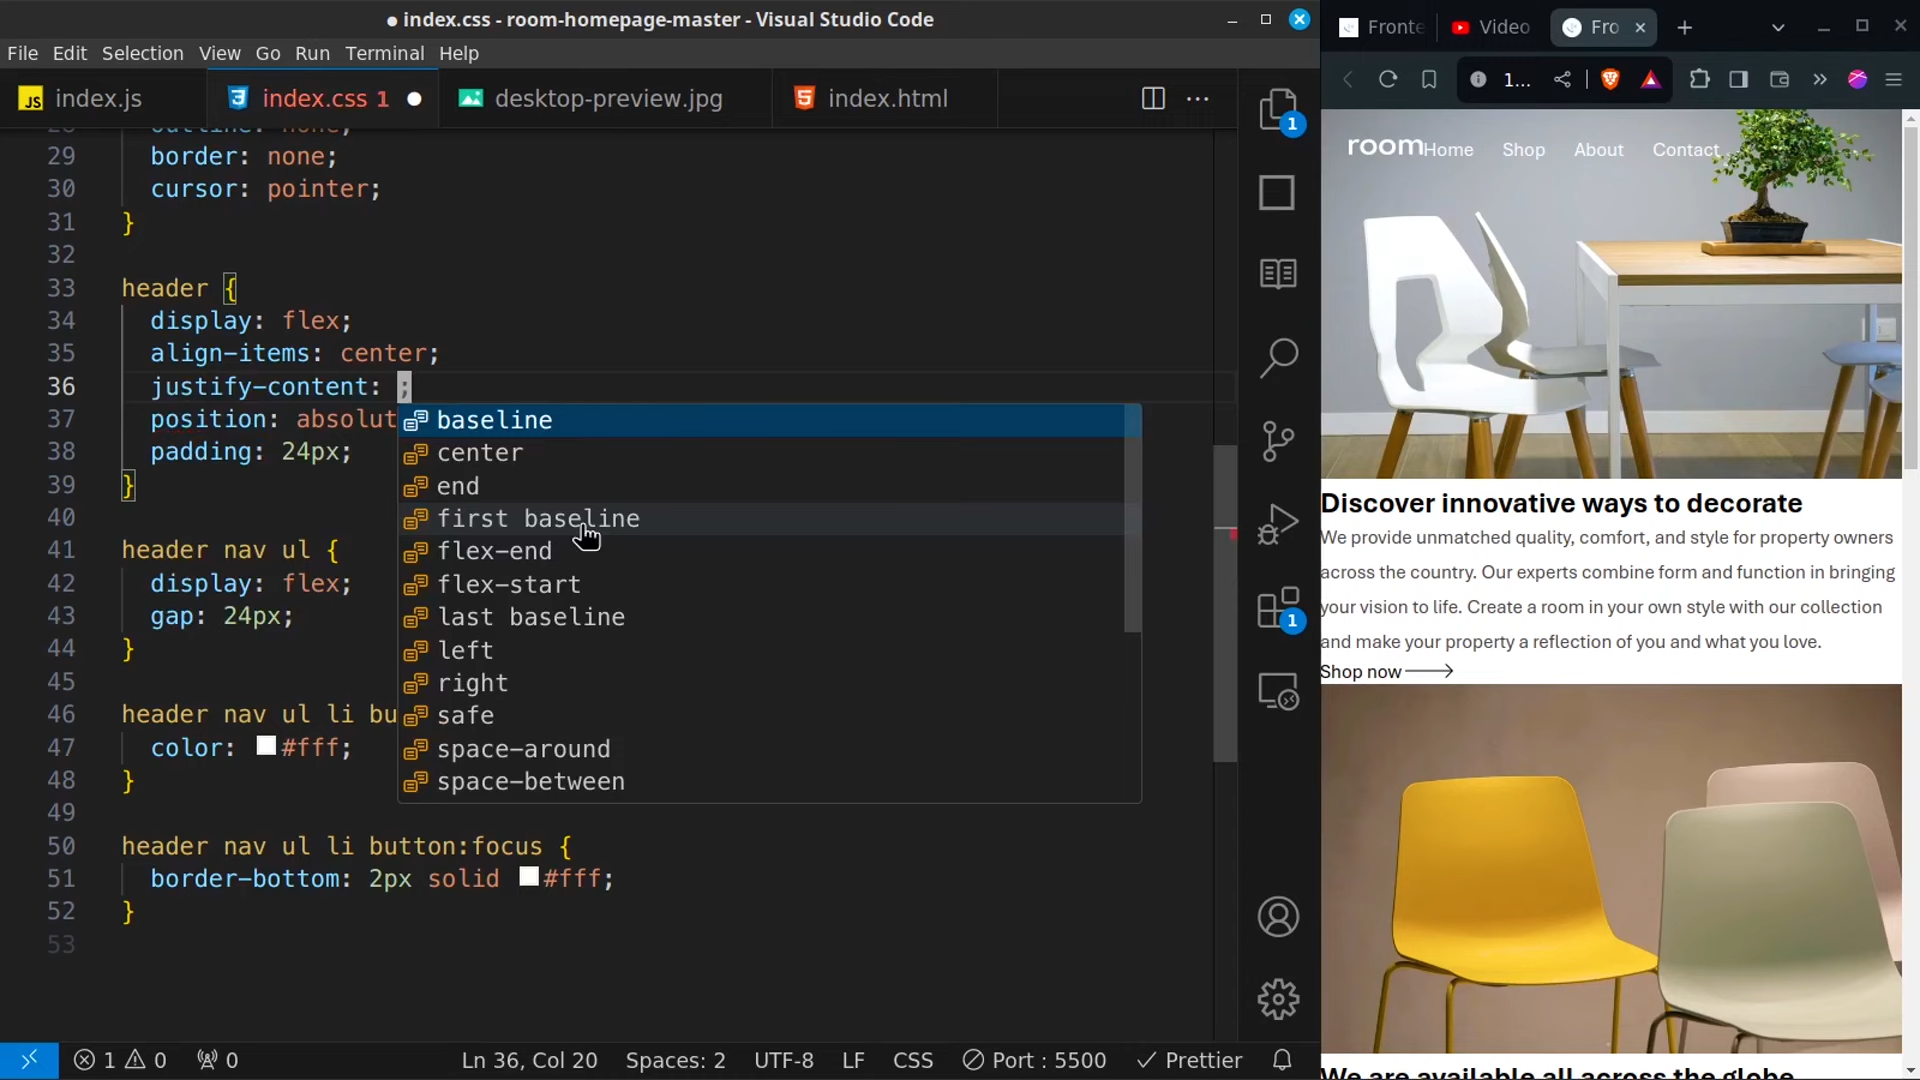 ● index.css - room-homepage-master - Visual Studio Code
File Edit Selection View Go Run Terminal Help
JS index.js
index.css 1
desktop-preview.jpg
index.html
28 outline: none;
29 border: none;
30 cursor: pointer;
31 }
32
33 header {
34 display: flex;
35 align-items: center;
36 justify-content: ;
37 position: absolut
38 padding: 24px;
39 }
40
41 header nav ul {
42 display: flex;
43 gap: 24px;
44 }
45
46 header nav ul li bu
47 color: #fff;
48 }
49
50 header nav ul li button:focus {
51 border-bottom: 2px solid #fff;
52 }
53
baseline
center
end
first baseline
flex-end
flex-start
last baseline
left
right
safe
space-around
space-between
1
1
1 0 0
Ln 36, Col 20
Spaces: 2
UTF-8
LF
CSS
Port : 5500
Prettier
Fronte
Video
Fro
1...
room
Home Shop About Contact
Discover innovative ways to decorate
We provide unmatched quality, comfort, and style for property owners
across the country. Our experts combine form and function in bringing
your vision to life. Create a room in your own style with our collection
and make your property a reflection of you and what you love.
Shop now
We are available all across the globe